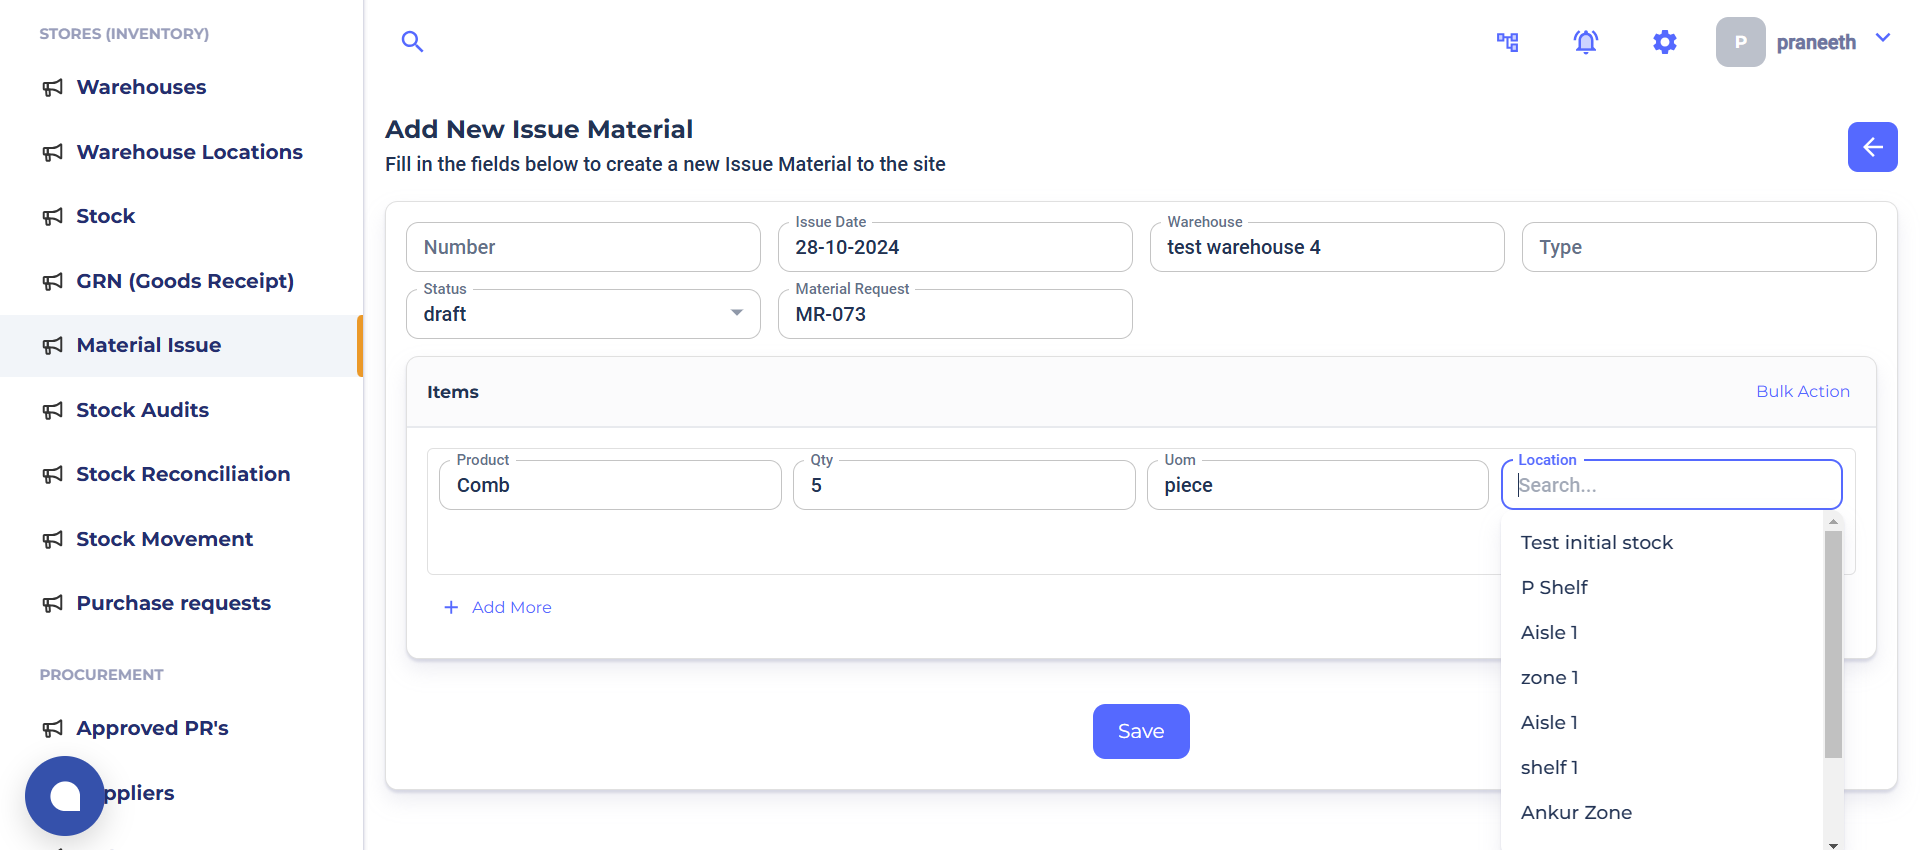 STORES (INVENTORY)
Warehouses
Warehouse Locations
Stock
GRN (Goods Receipt)
Material Issue
Stock Audits
Stock Reconciliation
Stock Movement
Purchase requests
PROCUREMENT
Approved PR's
ppliers
P
praneeth
Add New Issue Material
Fill in the fields below to create a new Issue Material to the site
Number
Issue Date
28-10-2024
Warehouse
test warehouse 4
Type
Status
draft
Material Request
MR-073
Items
Bulk Action
Product
Comb
Qty
5
Uom
piece
Location
Search...
Test initial stock
P Shelf
Aisle 1
zone 1
Aisle 1
shelf 1
Ankur Zone
+ Add More
Save